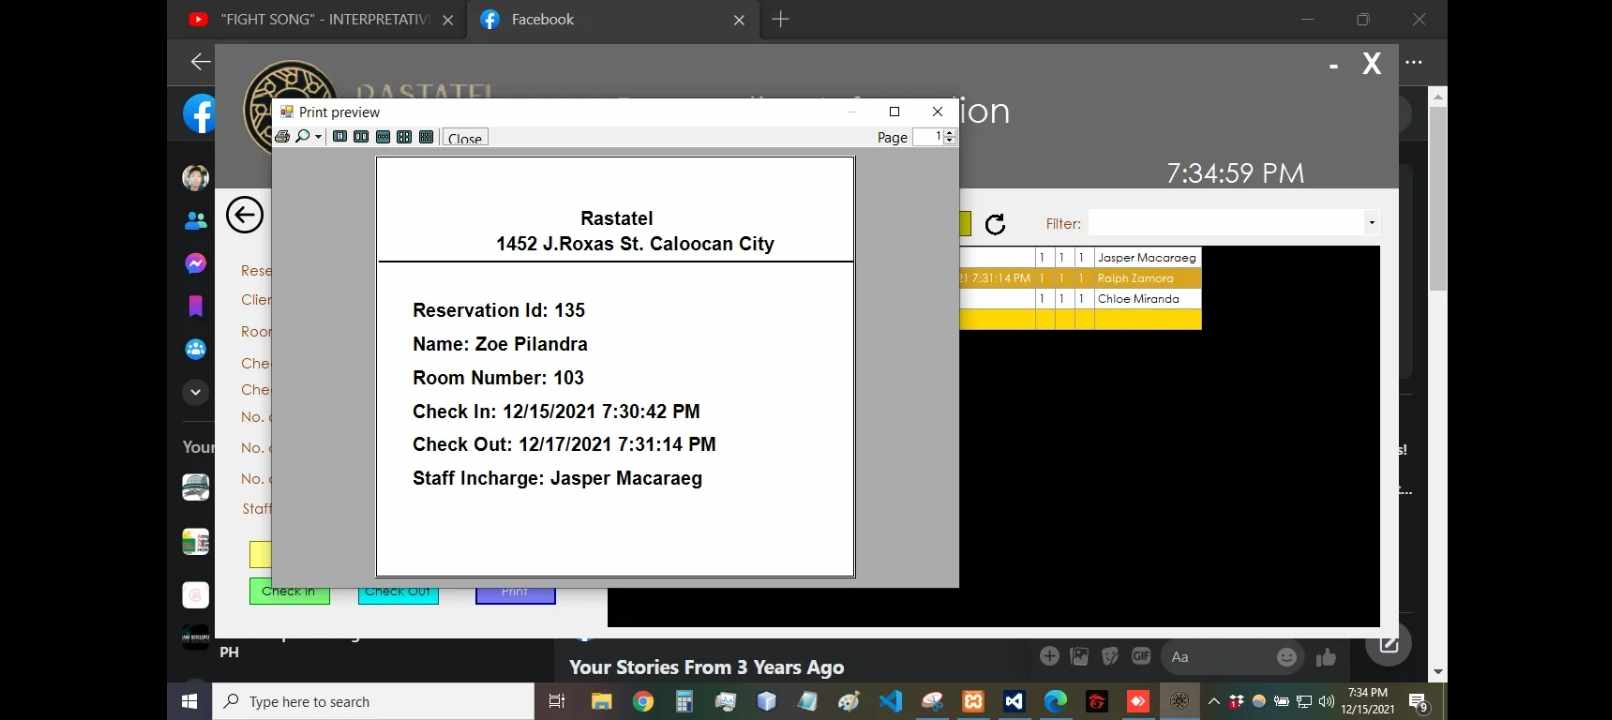 "FIGHT SONG" - INTERPRETATIV
Facebook
RASTATEL
ion
- X
Print preview
Close
Page 1
7:34:59 PM
Rastatel
1452 J.Roxas St. Caloocan City
Reservation Id: 135
Name: Zoe Pilandra
Room Number: 103
Check In: 12/15/2021 7:30:42 PM
Check Out: 12/17/2021 7:31:14 PM
Staff Incharge: Jasper Macaraeg
Filter:
1 1 1 Jasper Macaraeg
21 7:31:14 PM 1 1 1 Ralph Zamora
1 1 1 Chloe Miranda
Rese
Clier
Roor
Che
Che
No.
No.
No.
Staf
Your
Check In Check Out Print
PH
Your Stories From 3 Years Ago
GIF
Aa
s!
Type here to search
7:34 PM
12/15/2021
9